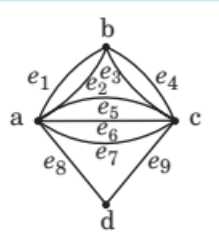 b
e₁ e₂ e₃ e₄
a e₅ c
e₆
e₇
e₈ e₉
d